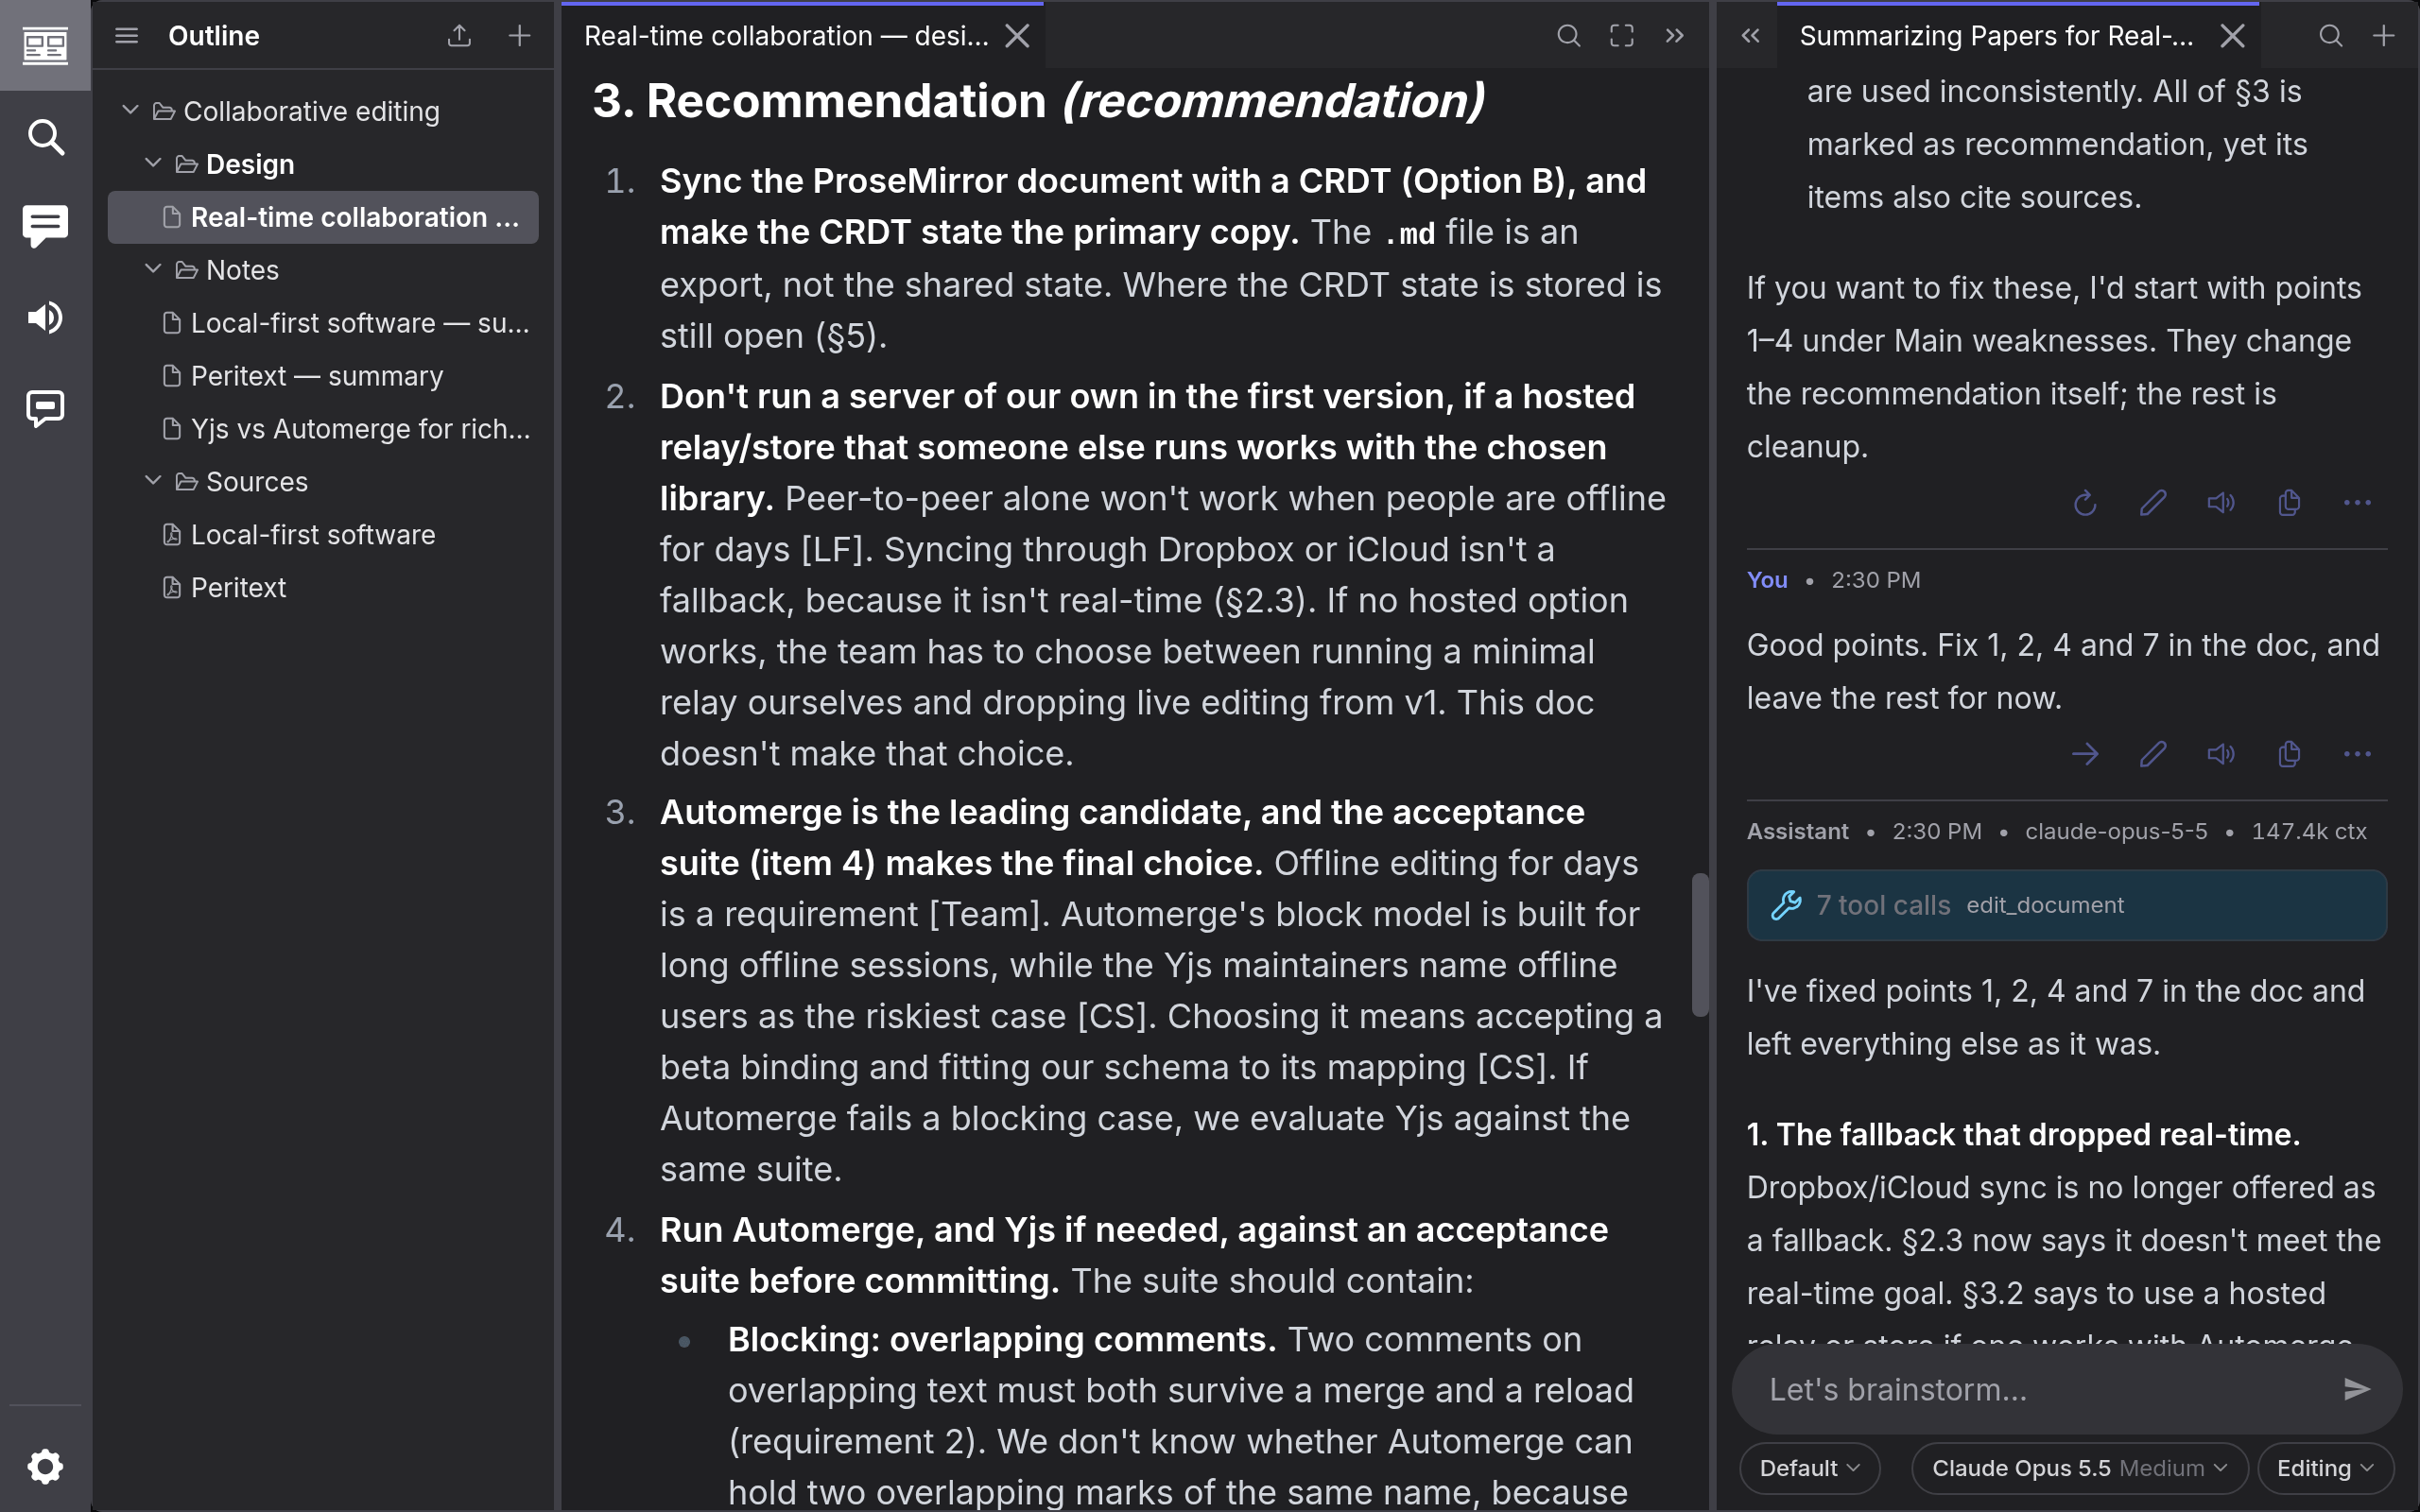 Outline
Collaborative editing
Design
Real-time collaboration ...
Notes
Local-first software — su...
Peritext — summary
Yjs vs Automerge for rich...
Sources
Local-first software
Peritext
Real-time collaboration — desi...
3. Recommendation (recommendation)
1. Sync the ProseMirror document with a CRDT (Option B), and
make the CRDT state the primary copy. The .md file is an
export, not the shared state. Where the CRDT state is stored is
still open (§5).
2. Don't run a server of our own in the first version, if a hosted
relay/store that someone else runs works with the chosen
library. Peer-to-peer alone won't work when people are offline
for days [LF]. Syncing through Dropbox or iCloud isn't a
fallback, because it isn't real-time (§2.3). If no hosted option
works, the team has to choose between running a minimal
relay ourselves and dropping live editing from v1. This doc
doesn't make that choice.
3. Automerge is the leading candidate, and the acceptance
suite (item 4) makes the final choice. Offline editing for days
is a requirement [Team]. Automerge's block model is built for
long offline sessions, while the Yjs maintainers name offline
users as the riskiest case [CS]. Choosing it means accepting a
beta binding and fitting our schema to its mapping [CS]. If
Automerge fails a blocking case, we evaluate Yjs against the
same suite.
4. Run Automerge, and Yjs if needed, against an acceptance
suite before committing. The suite should contain:
• Blocking: overlapping comments. Two comments on
overlapping text must both survive a merge and a reload
(requirement 2). We don't know whether Automerge can
hold two overlapping marks of the same name, because
Summarizing Papers for Real-...
are used inconsistently. All of §3 is
marked as recommendation, yet its
items also cite sources.
If you want to fix these, I'd start with points
1–4 under Main weaknesses. They change
the recommendation itself; the rest is
cleanup.
You • 2:30 PM
Good points. Fix 1, 2, 4 and 7 in the doc, and
leave the rest for now.
Assistant • 2:30 PM • claude-opus-5-5 • 147.4k ctx
7 tool calls edit_document
I've fixed points 1, 2, 4 and 7 in the doc and
left everything else as it was.
1. The fallback that dropped real-time.
Dropbox/iCloud sync is no longer offered as
a fallback. §2.3 now says it doesn't meet the
real-time goal. §3.2 says to use a hosted
relay or store if one works with Automerge
Let's brainstorm...
Default
Claude Opus 5.5 Medium
Editing